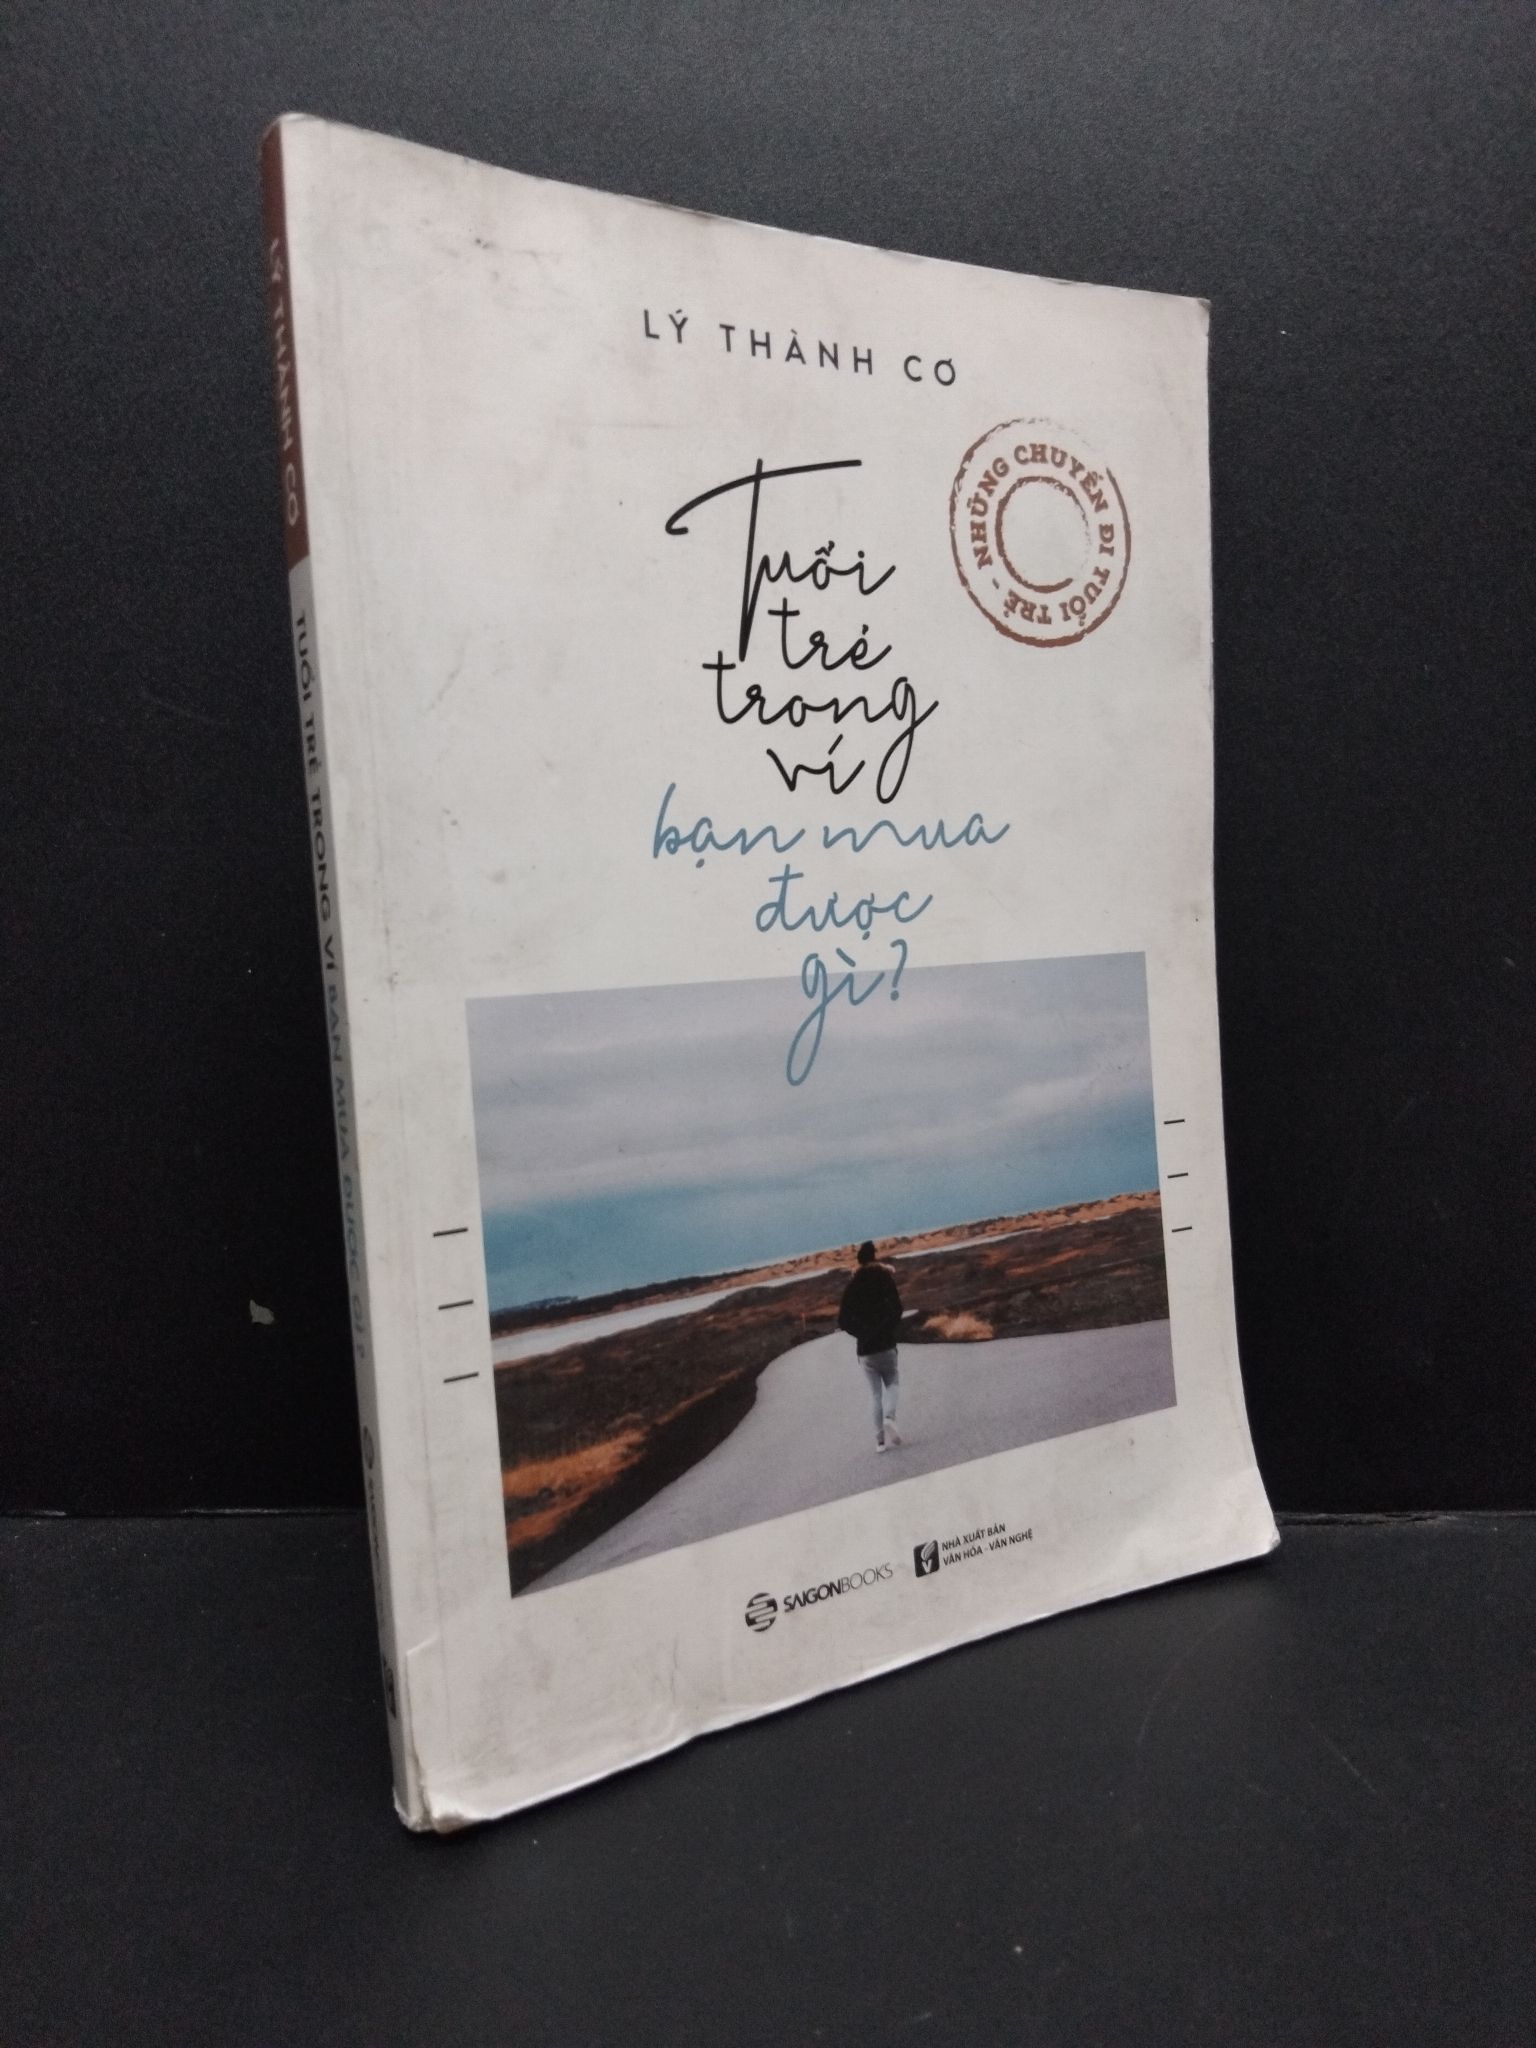 LÝ THÀNH CƠ
NHỮNG CHUYẾN ĐI TUỔI TRẺ -
Tuổi
trẻ
trong
ví
bạn mua
được
gì?
SAIGONBOOKS
NHÀ XUẤT BẢN
VĂN HÓA - VĂN NGHỆ
LÝ THÀNH CƠ
TUỔI TRẺ TRONG VÍ BẠN MUA ĐƯỢC GÌ?